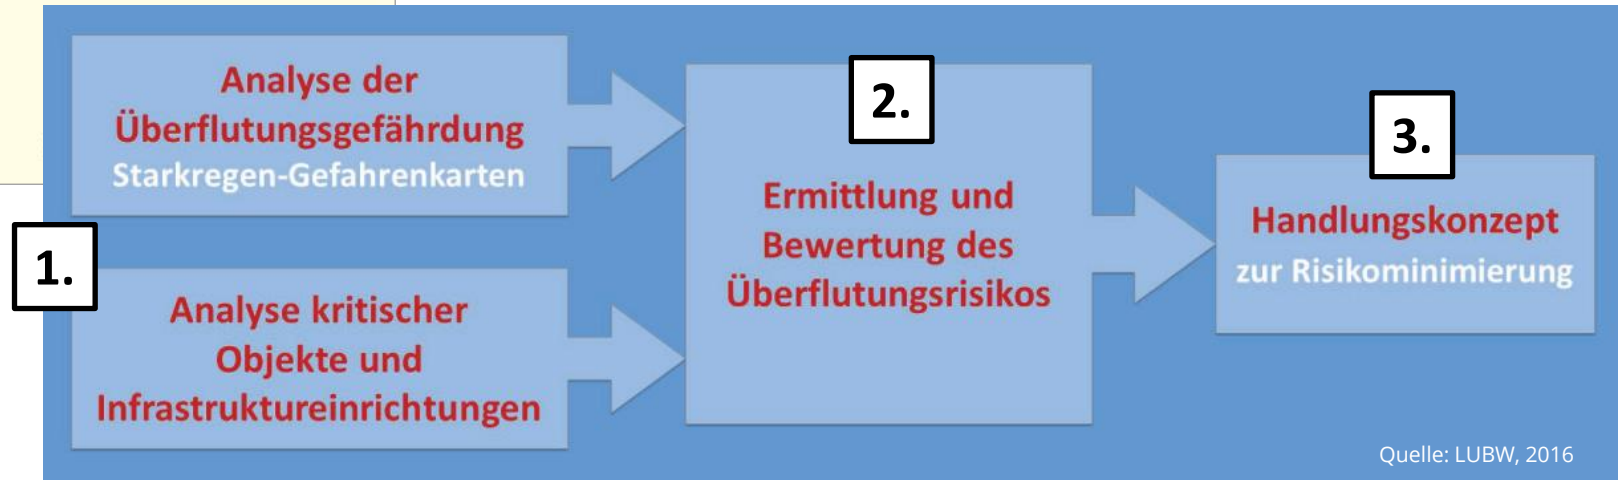 1.
Analyse der
Überflutungsgefährdung
Starkregen-Gefahrenkarten
Analyse kritischer
Objekte und
Infrastruktureinrichtungen
2.
Ermittlung und
Bewertung des
Überflutungsrisikos
3.
Handlungskonzept
zur Risikominimierung
Quelle: LUBW, 2016